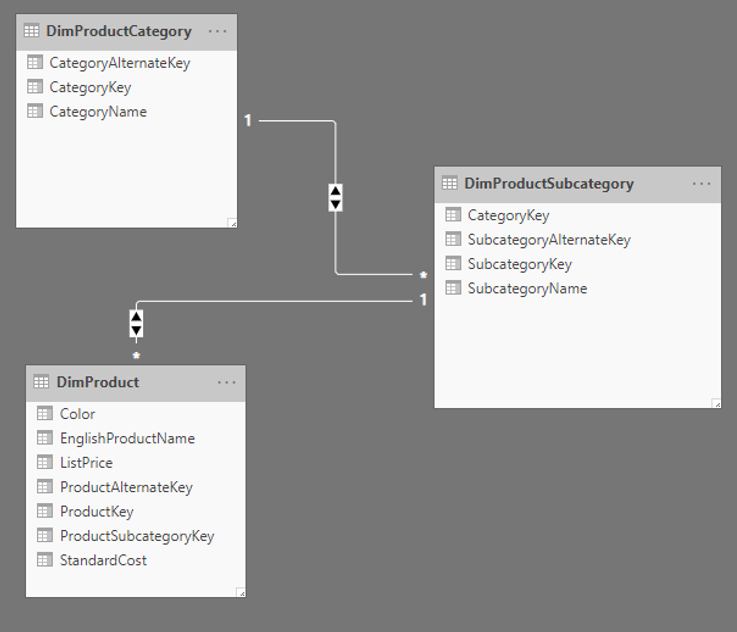 DimProductCategory ...
CategoryAlternateKey
CategoryKey
CategoryName
1
DimProductSubcategory ...
CategoryKey
SubcategoryAlternateKey
SubcategoryKey
SubcategoryName
*
1
*
DimProduct ...
Color
EnglishProductName
ListPrice
ProductAlternateKey
ProductKey
ProductSubcategoryKey
StandardCost